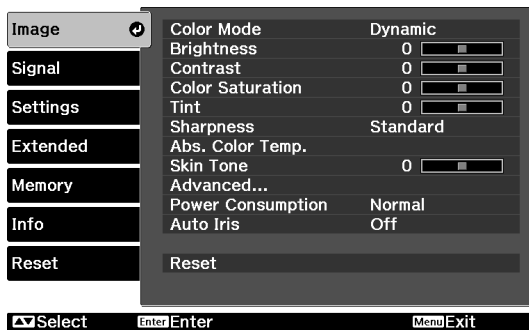 Image
Signal
Settings
Extended
Memory
Info
Reset
Color Mode Dynamic
Brightness 0
Contrast 0
Color Saturation 0
Tint 0
Sharpness Standard
Abs. Color Temp.
Skin Tone 0
Advanced...
Power Consumption Normal
Auto Iris Off
Reset
Select Enter Enter Menu Exit